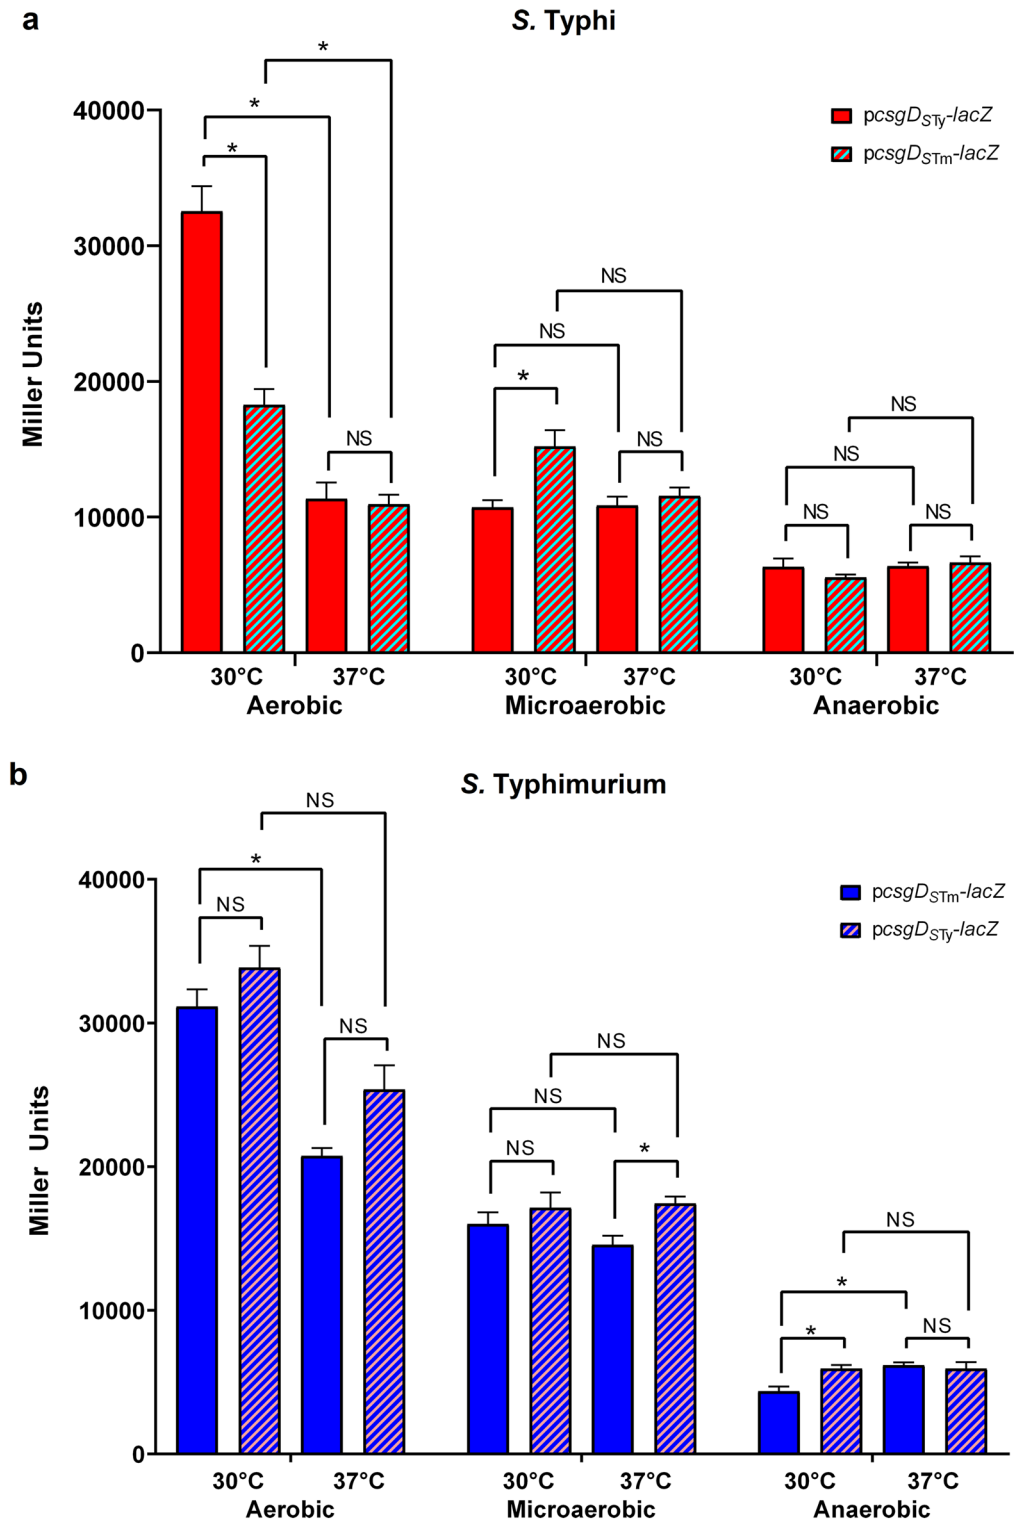 a
S. Typhi
*
*
*
40000
30000
20000
10000
0
Miller Units
pcsgDSTy-lacZ
pcsgDSTm-lacZ
NS
NS
NS
*
NS
NS
NS
NS
NS
30°C 37°C 30°C 37°C 30°C 37°C
Aerobic Microaerobic Anaerobic
b
S. Typhimurium
NS
*
NS
NS
40000
30000
20000
10000
0
Miller Units
pcsgDSTm-lacZ
pcsgDSTy-lacZ
NS
NS
NS
*
NS
*
*
NS
30°C 37°C 30°C 37°C 30°C 37°C
Aerobic Microaerobic Anaerobic